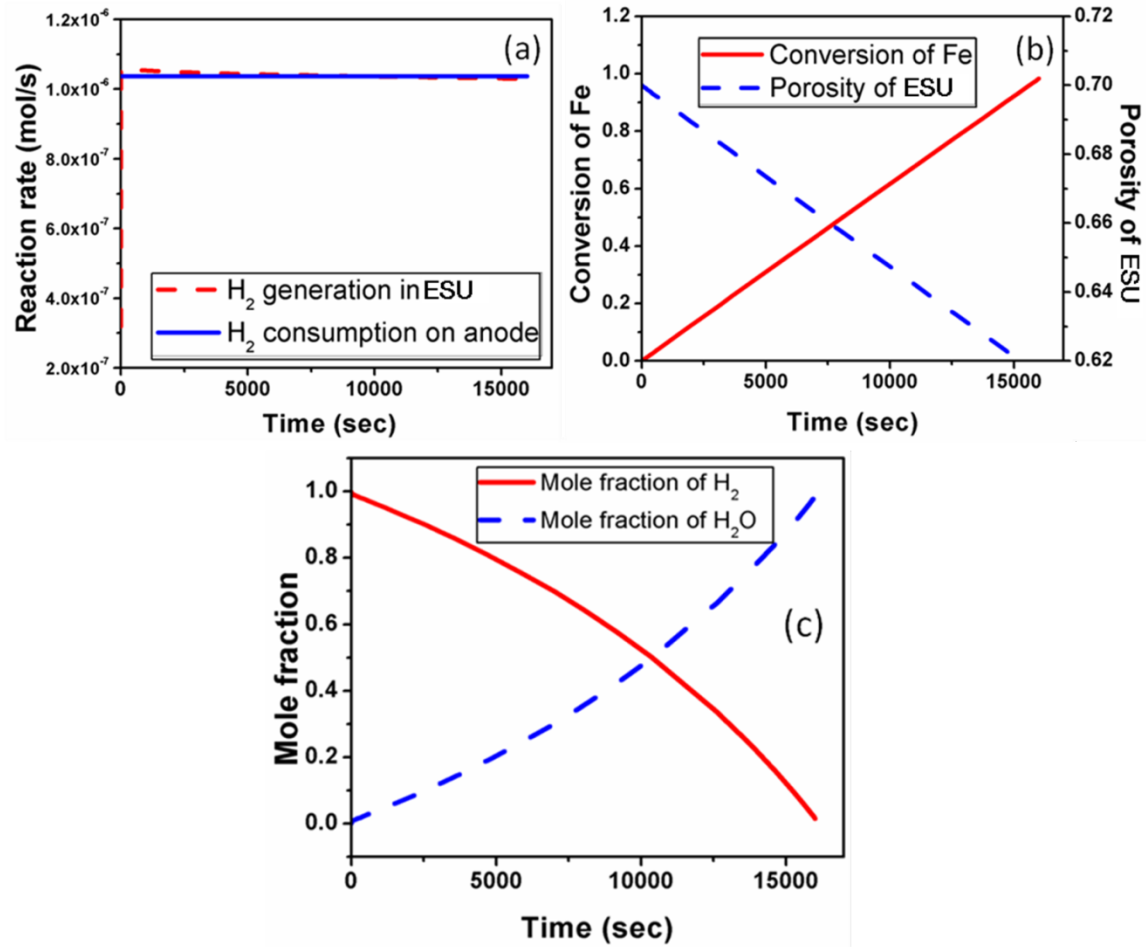 (a)
Reaction rate (mol/s)
1.2x10⁻⁶
1.0x10⁻⁶
8.0x10⁻⁷
6.0x10⁻⁷
4.0x10⁻⁷
2.0x10⁻⁷
H₂ generation in ESU
H₂ consumption on anode
0 5000 10000 15000
Time (sec)
(b)
Conversion of Fe
1.0
0.8
0.6
0.4
0.2
0.0
Conversion of Fe
Porosity of ESU
0.72
0.70
0.68
0.66
0.64
0.62
Porosity of ESU
0 5000 10000 15000
Time (sec)
(c)
Mole fraction
1.0
0.8
0.6
0.4
0.2
0.0
Mole fraction of H₂
Mole fraction of H₂O
0 5000 10000 15000
Time (sec)